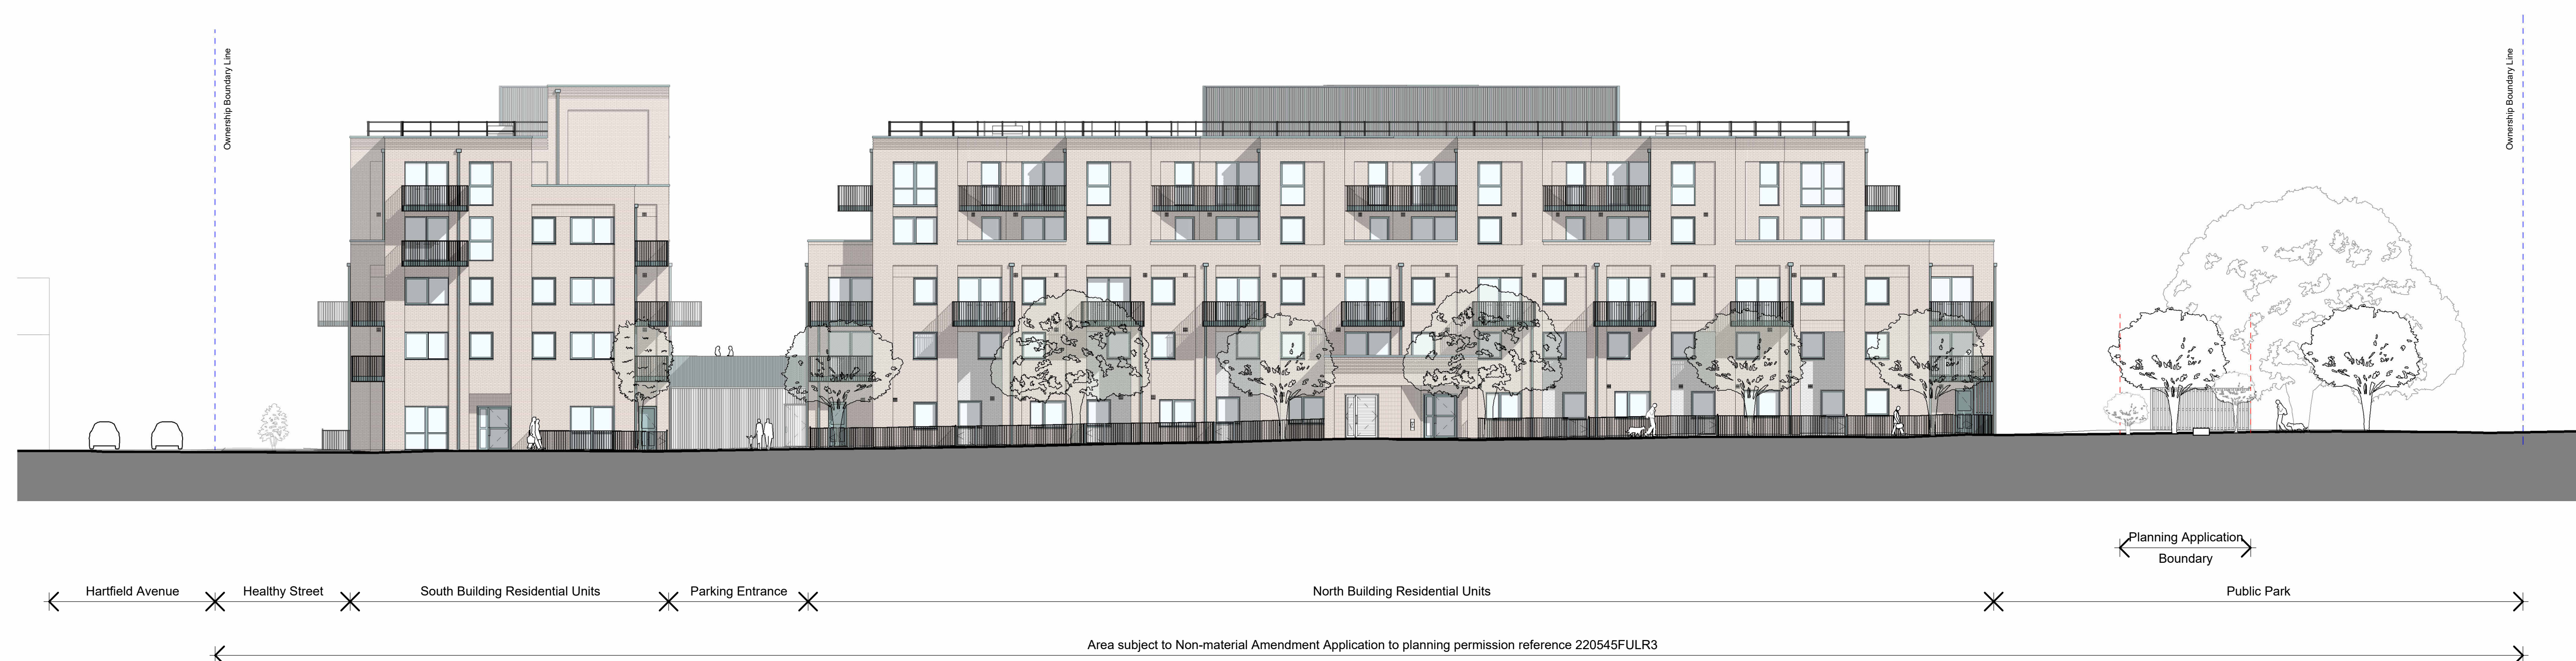 Ownership Boundary Line
Ownership Boundary Line
Planning Application
Boundary
Hartfield Avenue
Healthy Street
South Building Residential Units
Parking Entrance
North Building Residential Units
Public Park
Area subject to Non-material Amendment Application to planning permission reference 220545FULR3